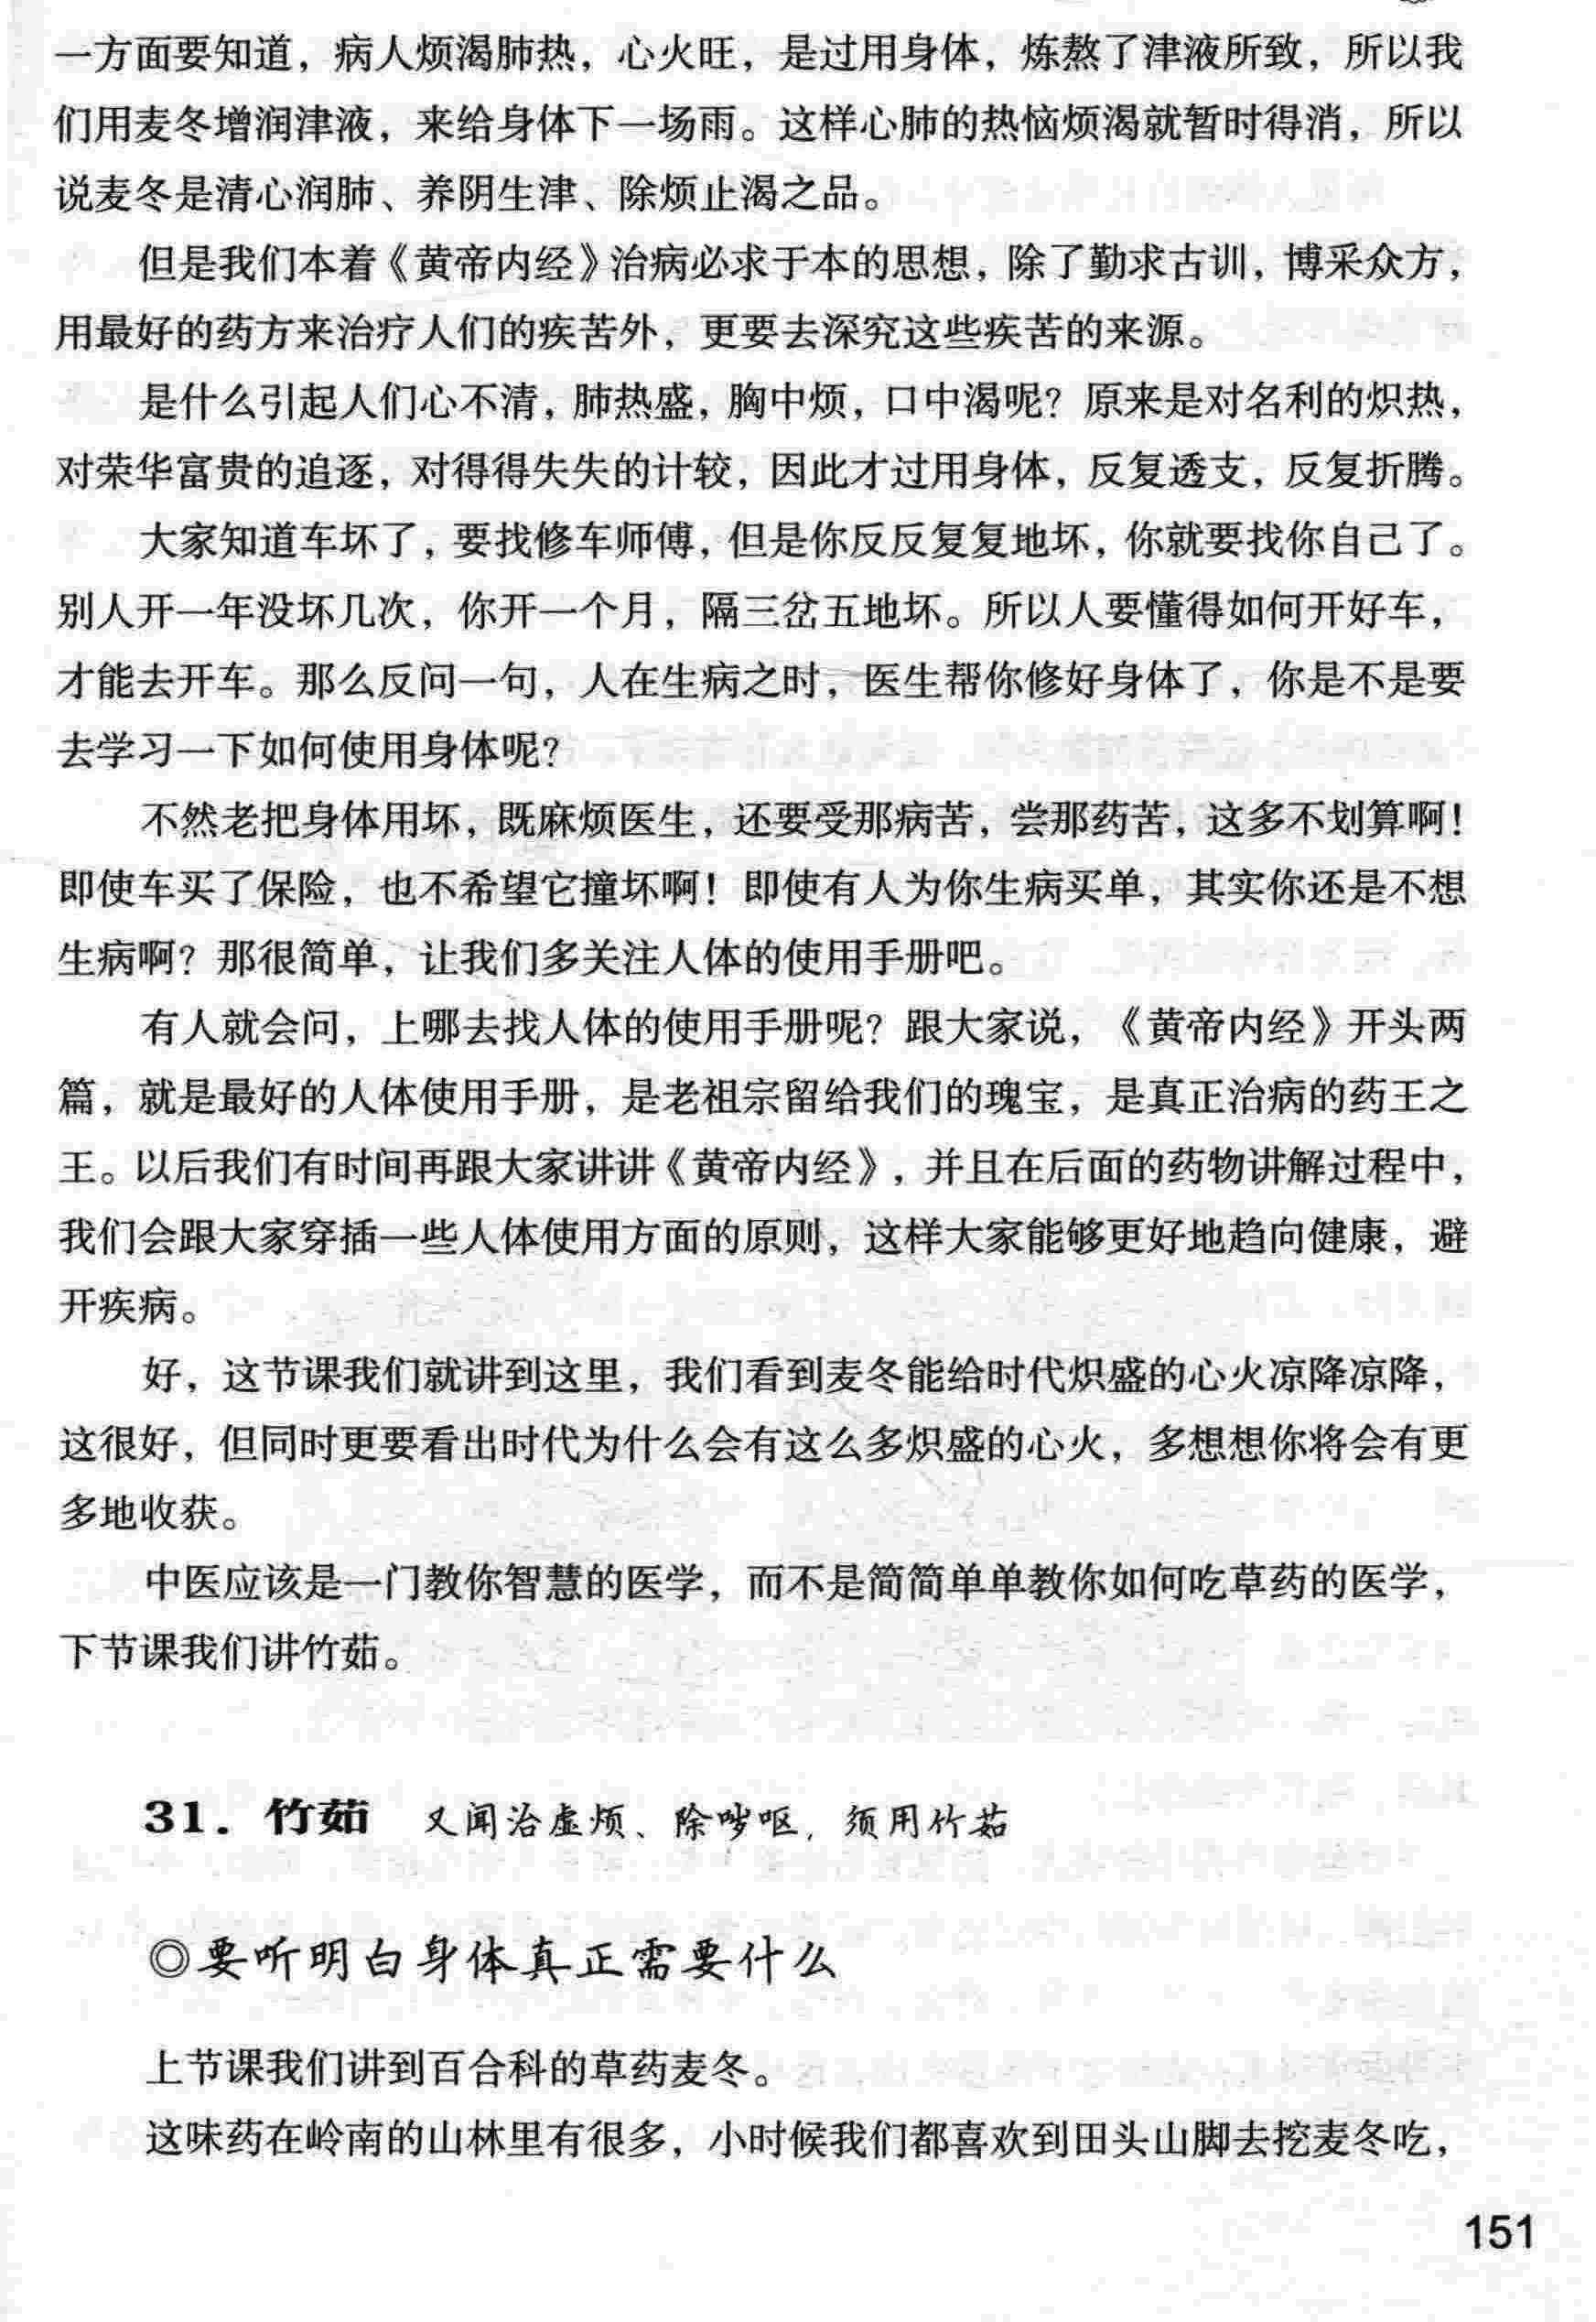 一方面要知道，病人烦渴肺热，心火旺，是过用身体，炼熬了津液所致，所以我
们用麦冬增润津液，来给身体下一场雨。这样心肺的热恼烦渴就暂时得消，所以
说麦冬是清心润肺、养阴生津、除烦止渴之品。
但是我们本着《黄帝内经》治病必求于本的思想，除了勤求古训，博采众方，
用最好的药方来治疗人们的疾苦外，更要去深究这些疾苦的来源。
是什么引起人们心不清，肺热盛，胸中烦，口中渴呢？原来是对名利的炽热，
对荣华富贵的追逐，对得得失失的计较，因此才过用身体，反复透支，反复折腾。
大家知道车坏了，要找修车师傅，但是你反反复复地坏，你就要找你自己了。
别人开一年没坏几次，你开一个月，隔三岔五地坏。所以人要懂得如何开好车，
才能去开车。那么反问一句，人在生病之时，医生帮你修好身体了，你是不是要
去学习一下如何使用身体呢？
不然老把身体用坏，既麻烦医生，还要受那病苦，尝那药苦，这多不划算啊！
即使车买了保险，也不希望它撞坏啊！即使有人为你生病买单，其实你还是不想
生病啊？那很简单，让我们多关注人体的使用手册吧。
有人就会问，上哪去找人体的使用手册呢？跟大家说，《黄帝内经》开头两
篇，就是最好的人体使用手册，是老祖宗留给我们的瑰宝，是真正治病的药王之
王。以后我们有时间再跟大家讲讲《黄帝内经》，并且在后面的药物讲解过程中，
我们会跟大家穿插一些人体使用方面的原则，这样大家能够更好地趋向健康，避
开疾病。
好，这节课我们就讲到这里，我们看到麦冬能给时代炽盛的心火凉降凉降，
这很好，但同时更要看出时代为什么会有这么多炽盛的心火，多想想你将会有更
多地收获。
中医应该是一门教你智慧的医学，而不是简简单单教你如何吃草药的医学，
下节课我们讲竹茹。
31. 竹茹 又闻治虚烦、除哕呕，须用竹茹
◎要听明白身体真正需要什么
上节课我们讲到百合科的草药麦冬。
这味药在岭南的山林里有很多，小时候我们都喜欢到田头山脚去挖麦冬吃，
151